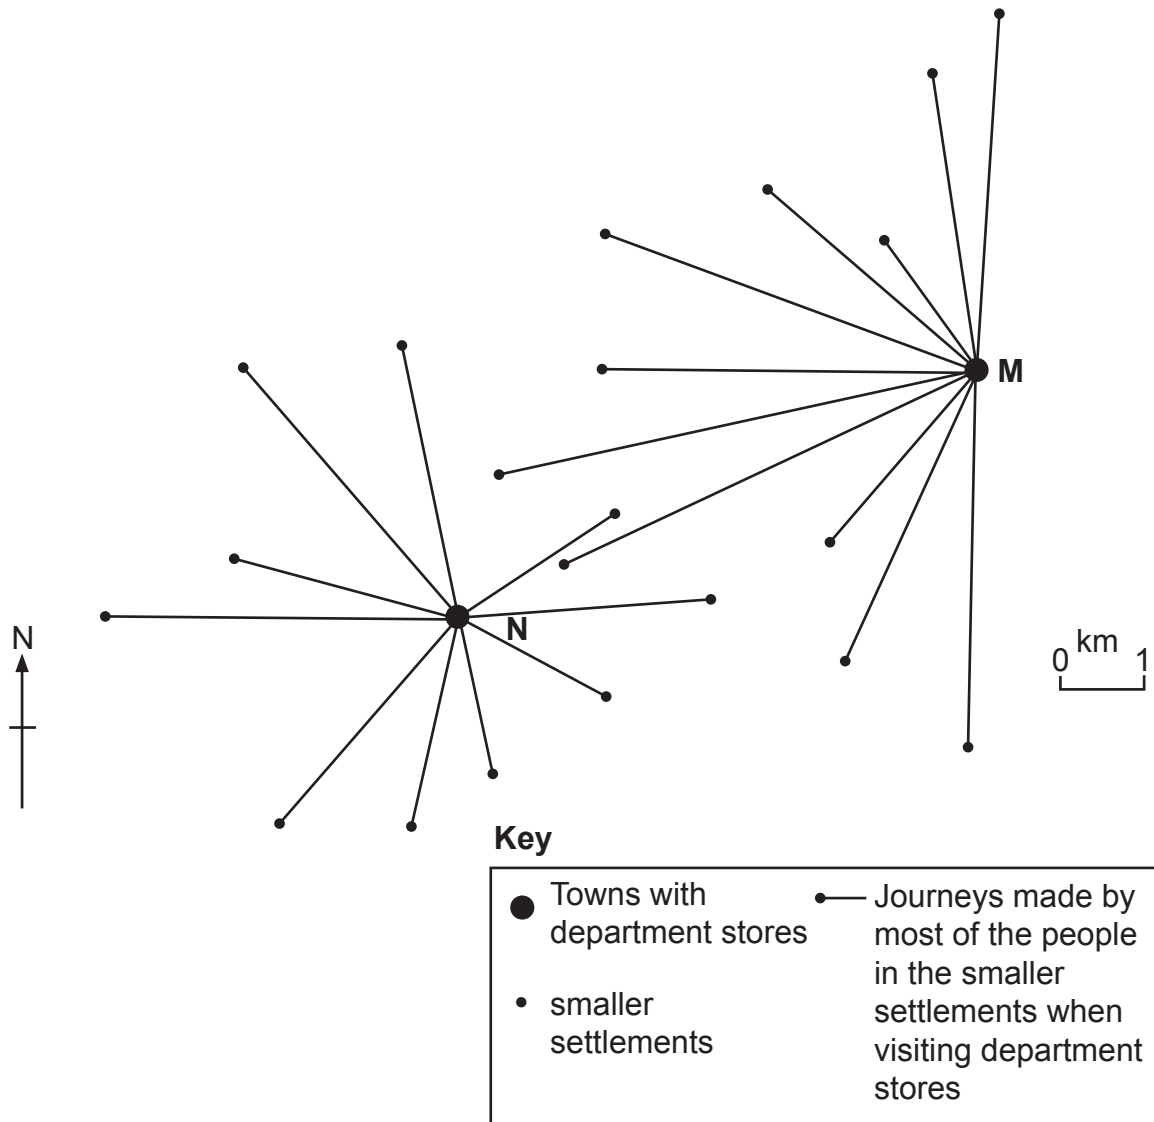 M
N
N
km
0 1
Key
Towns with
department stores
smaller
settlements
Journeys made by
most of the people
in the smaller
settlements when
visiting department
stores